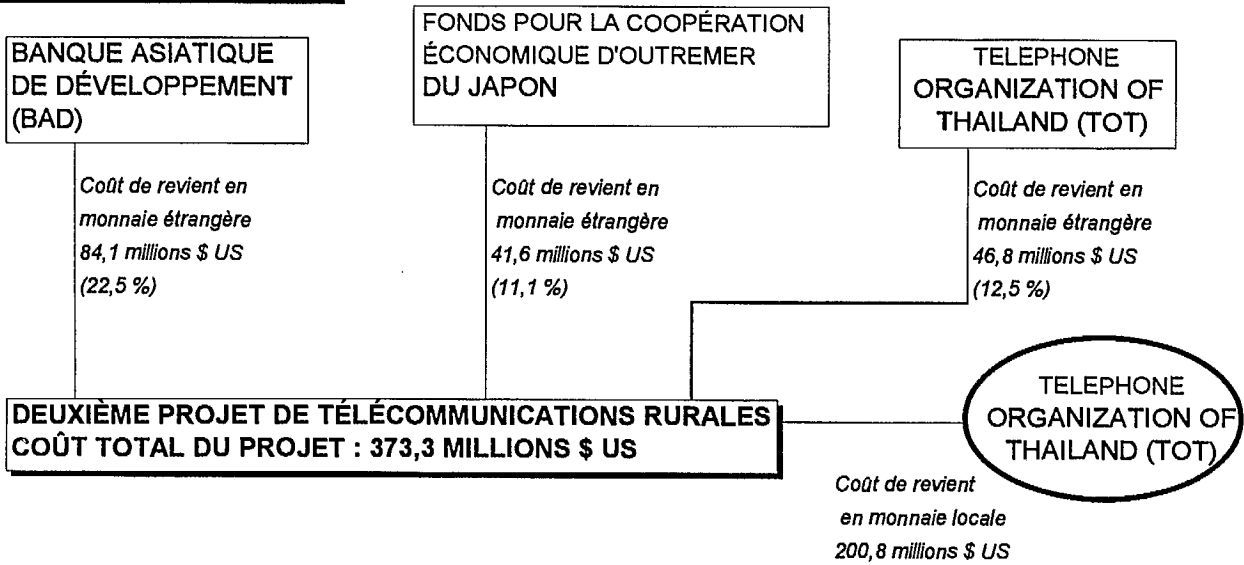 BANQUE ASIATIQUE
DE DÉVELOPPEMENT
(BAD)
FONDS POUR LA COOPÉRATION
ÉCONOMIQUE D'OUTREMER
DU JAPON
TELEPHONE
ORGANIZATION OF
THAILAND (TOT)
Coût de revient en
monnaie étrangère
84,1 millions $ US
(22,5 %)
Coût de revient en
monnaie étrangère
41,6 millions $ US
(11,1 %)
Coût de revient en
monnaie étrangère
46,8 millions $ US
(12,5 %)
DEUXIÈME PROJET DE TÉLÉCOMMUNICATIONS RURALES
COÛT TOTAL DU PROJET : 373,3 MILLIONS $ US
TELEPHONE
ORGANIZATION OF
THAILAND (TOT)
Coût de revient
en monnaie locale
200,8 millions $ US